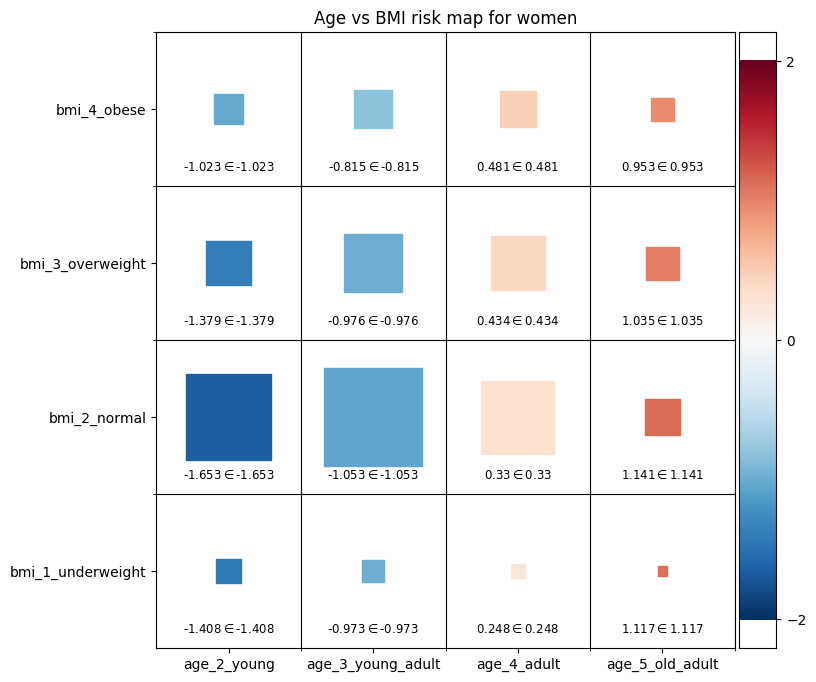 Age vs BMI risk map for women
bmi_4_obese
-1.023∈-1.023 -0.815∈-0.815 0.481∈0.481 0.953∈0.953
bmi_3_overweight
-1.379∈-1.379 -0.976∈-0.976 0.434∈0.434 1.035∈1.035
bmi_2_normal
-1.653∈-1.653 -1.053∈-1.053 0.33∈0.33 1.141∈1.141
bmi_1_underweight
-1.408∈-1.408 -0.973∈-0.973 0.248∈0.248 1.117∈1.117
age_2_young age_3_young_adult age_4_adult age_5_old_adult
2
0
−2